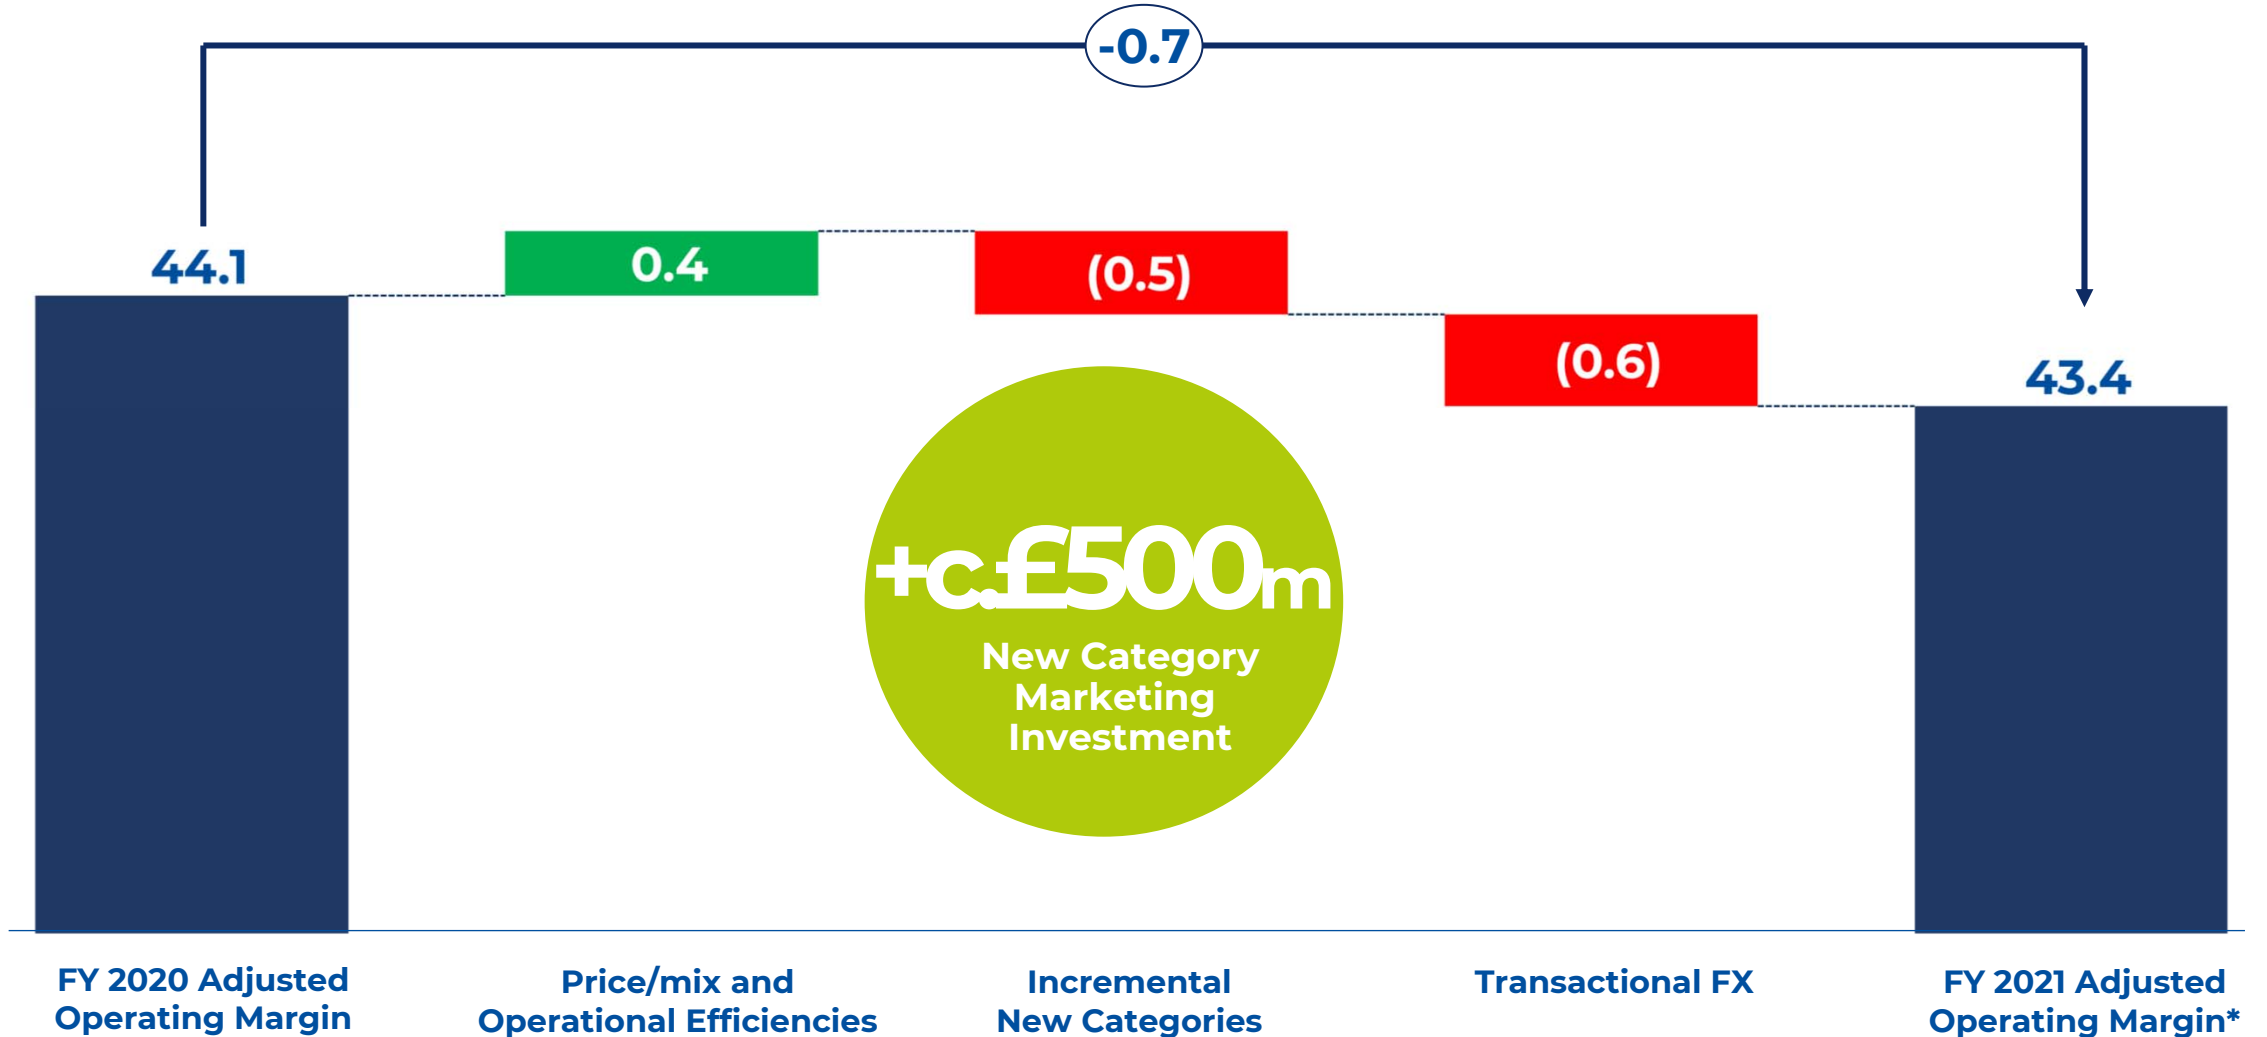 -0.7
44.1
0.4
(0.5)
(0.6)
43.4
+c.£500m
New Category
Marketing
Investment
FY 2020 Adjusted
Operating Margin
Price/mix and
Operational Efficiencies
Incremental
New Categories
Transactional FX
FY 2021 Adjusted
Operating Margin*